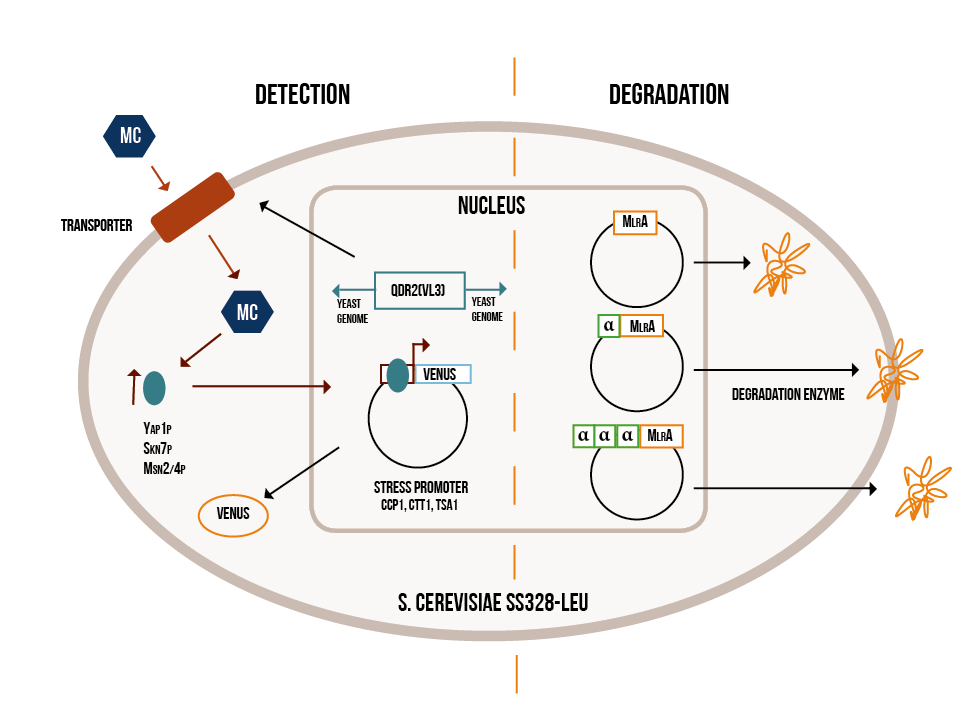 DETECTION
DEGRADATION
MC
TRANSPORTER
NUCLEUS
MLRA
QDR2(VL3)
YEAST
GENOME
YEAST
GENOME
MC
α MLRA
VENUS
DEGRADATION ENZYME
YAP1P
SKN7P
MSN2/4P
α α α MLRA
STRESS PROMOTER
CCP1, CTT1, TSA1
VENUS
S. CEREVISIAE SS328-LEU